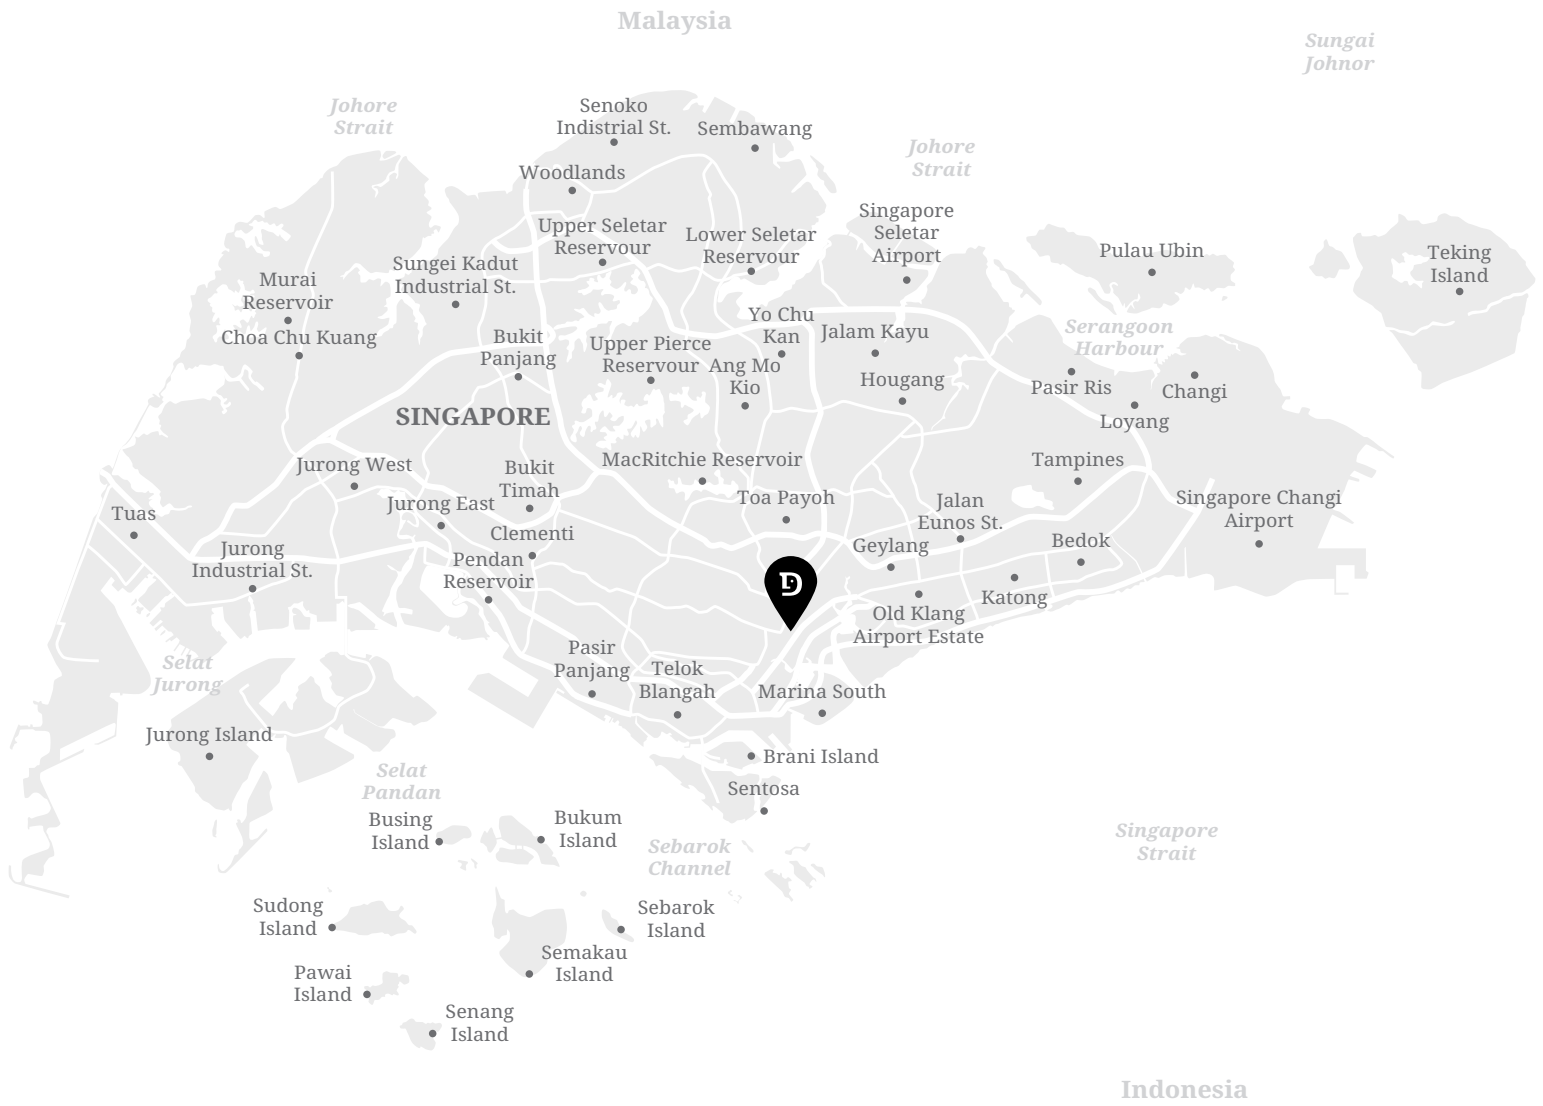 Malaysia
Sungai
Johnor
Johore
Strait
Senoko
Indistrial St.
Sembawang
Johore
Strait
Woodlands
Singapore
Seletar
Airport
Upper Seletar
Reservour
Lower Seletar
Reservour
Pulau Ubin
Teking
Island
Sungei Kadut
Industrial St.
Murai
Reservoir
Choa Chu Kuang
Bukit
Panjang
Upper Pierce
Reservour
Yo Chu
Kan
Jalam Kayu
Serangoon
Harbour
Ang Mo
Kio
Hougang
Pasir Ris
Changi
Loyang
SINGAPORE
Jurong West
Bukit
Timah
MacRitchie Reservoir
Tampines
Toa Payoh
Jalan
Eunos St.
Singapore Changi
Airport
Tuas
Jurong East
Clementi
Jurong
Industrial St.
Pendan
Reservoir
Geylang
Bedok
D
Katong
Old Klang
Airport Estate
Selat
Jurong
Pasir
Panjang
Telok
Blangah
Marina South
Jurong Island
Brani Island
Selat
Pandan
Sentosa
Busing
Island
Bukum
Island
Sebarok
Channel
Singapore
Strait
Sudong
Island
Sebarok
Island
Semakau
Island
Pawai
Island
Senang
Island
Indonesia